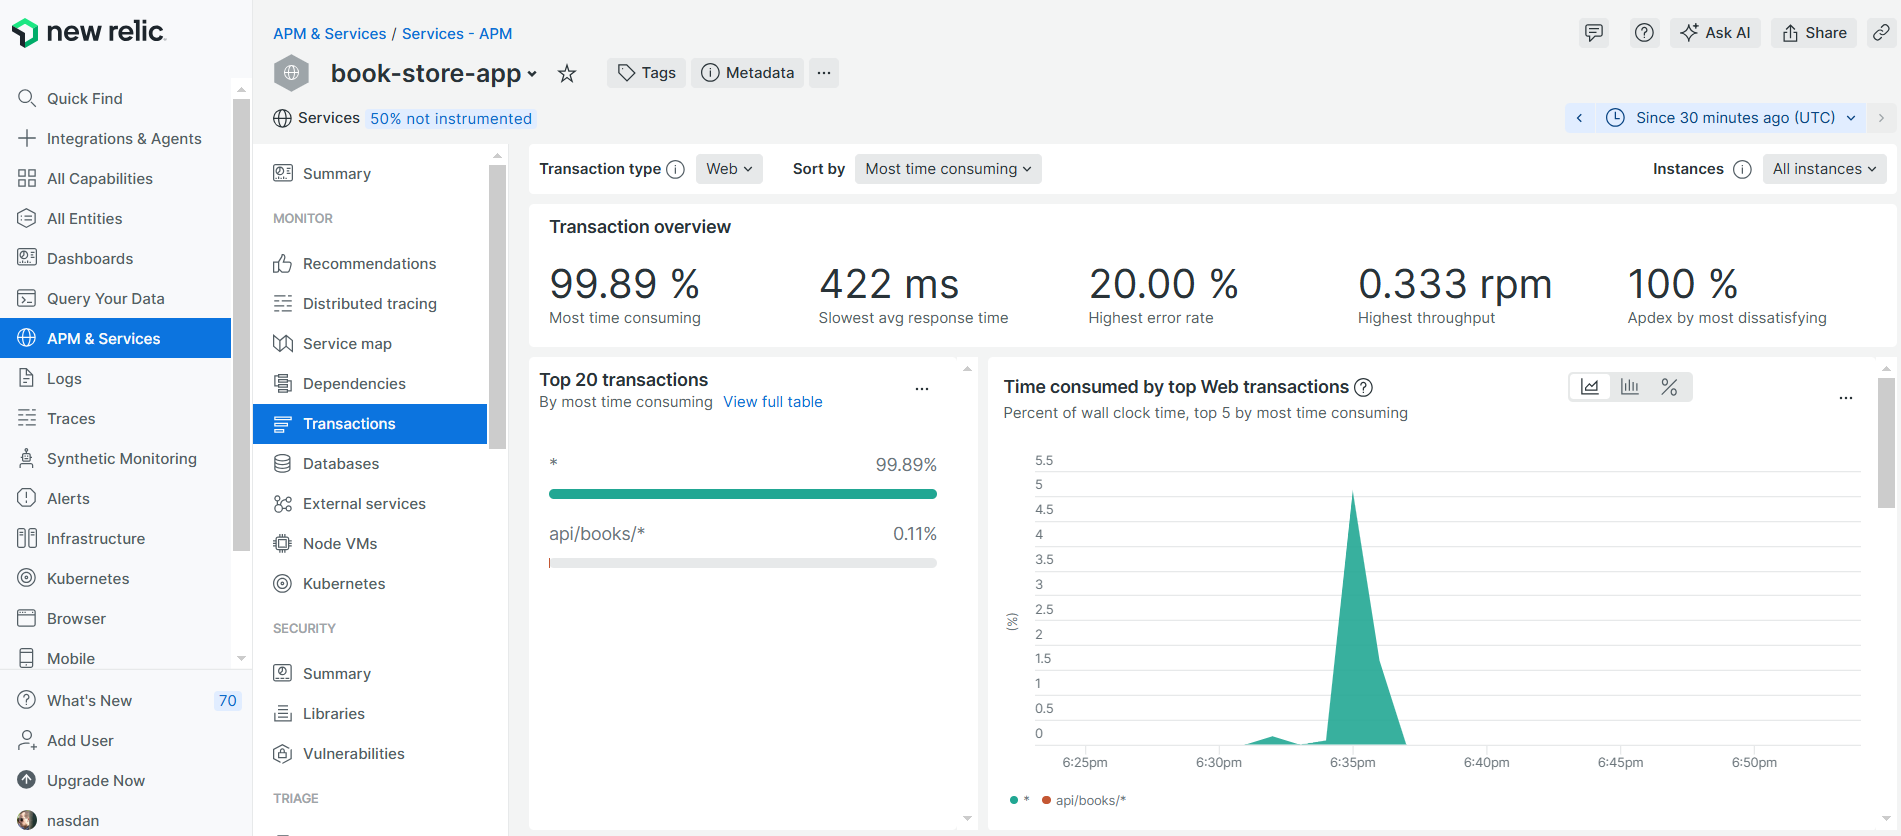 new relic
Quick Find
Integrations & Agents
All Capabilities
All Entities
Dashboards
Query Your Data
APM & Services
Logs
Traces
Synthetic Monitoring
Alerts
Infrastructure
Kubernetes
Browser
Mobile
What's New 70
Add User
Upgrade Now
nasdan
APM & Services / Services - APM
Ask AI Share
book-store-app
Tags Metadata ...
Services 50% not instrumented
Since 30 minutes ago (UTC)
Summary
MONITOR
Recommendations
Distributed tracing
Service map
Dependencies
Transactions
Databases
External services
Node VMs
Kubernetes
SECURITY
Summary
Libraries
Vulnerabilities
TRIAGE
Transaction type Web Sort by Most time consuming Instances All instances
Transaction overview
99.89 % 422 ms 20.00 % 0.333 rpm 100 %
Most time consuming Slowest avg response time Highest error rate Highest throughput Apdex by most dissatisfying
Top 20 transactions ...
By most time consuming View full table
* 99.89%
api/books/* 0.11%
Time consumed by top Web transactions ...
Percent of wall clock time, top 5 by most time consuming
5.5
5
4.5
4
3.5
3
2.5
2
1.5
1
0.5
0
(%)
6:25pm 6:30pm 6:35pm 6:40pm 6:45pm 6:50pm
* api/books/*